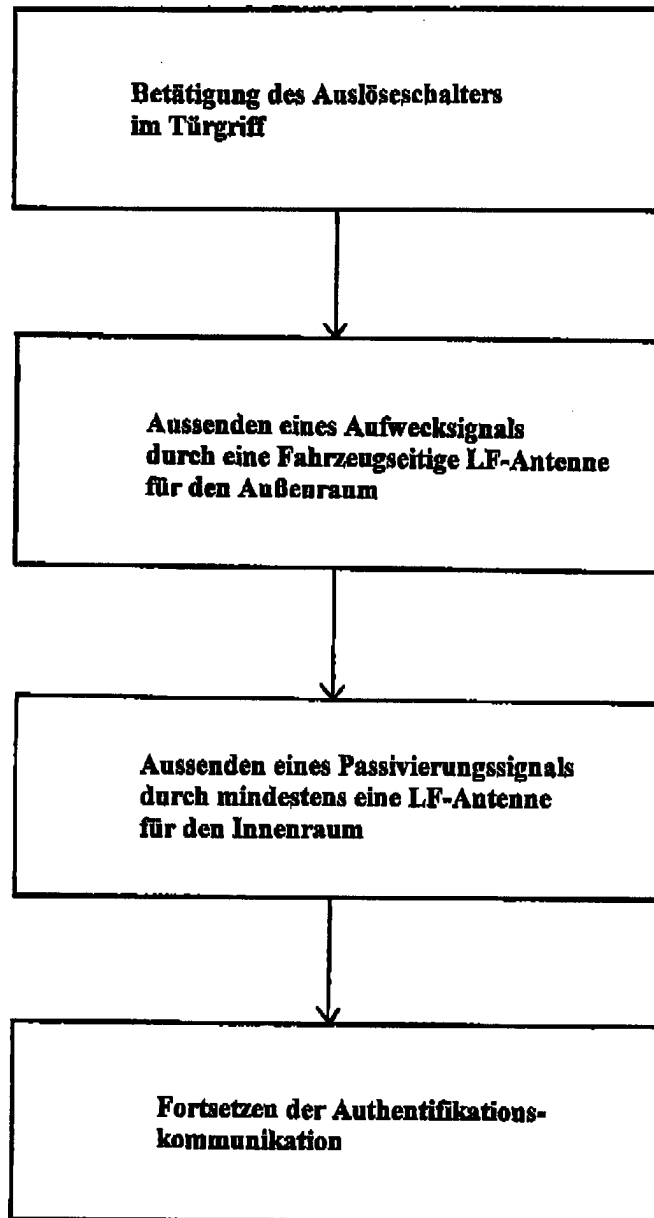 Betätigung des Auslöseschalters
im Türgriff
Aussenden eines Aufwecksignals
durch eine Fahrzeugseitige LF-Antenne
für den Außenraum
Aussenden eines Passivierungssignals
durch mindestens eine LF-Antenne
für den Innenraum
Fortsetzen der Authentifikations-
kommunikation